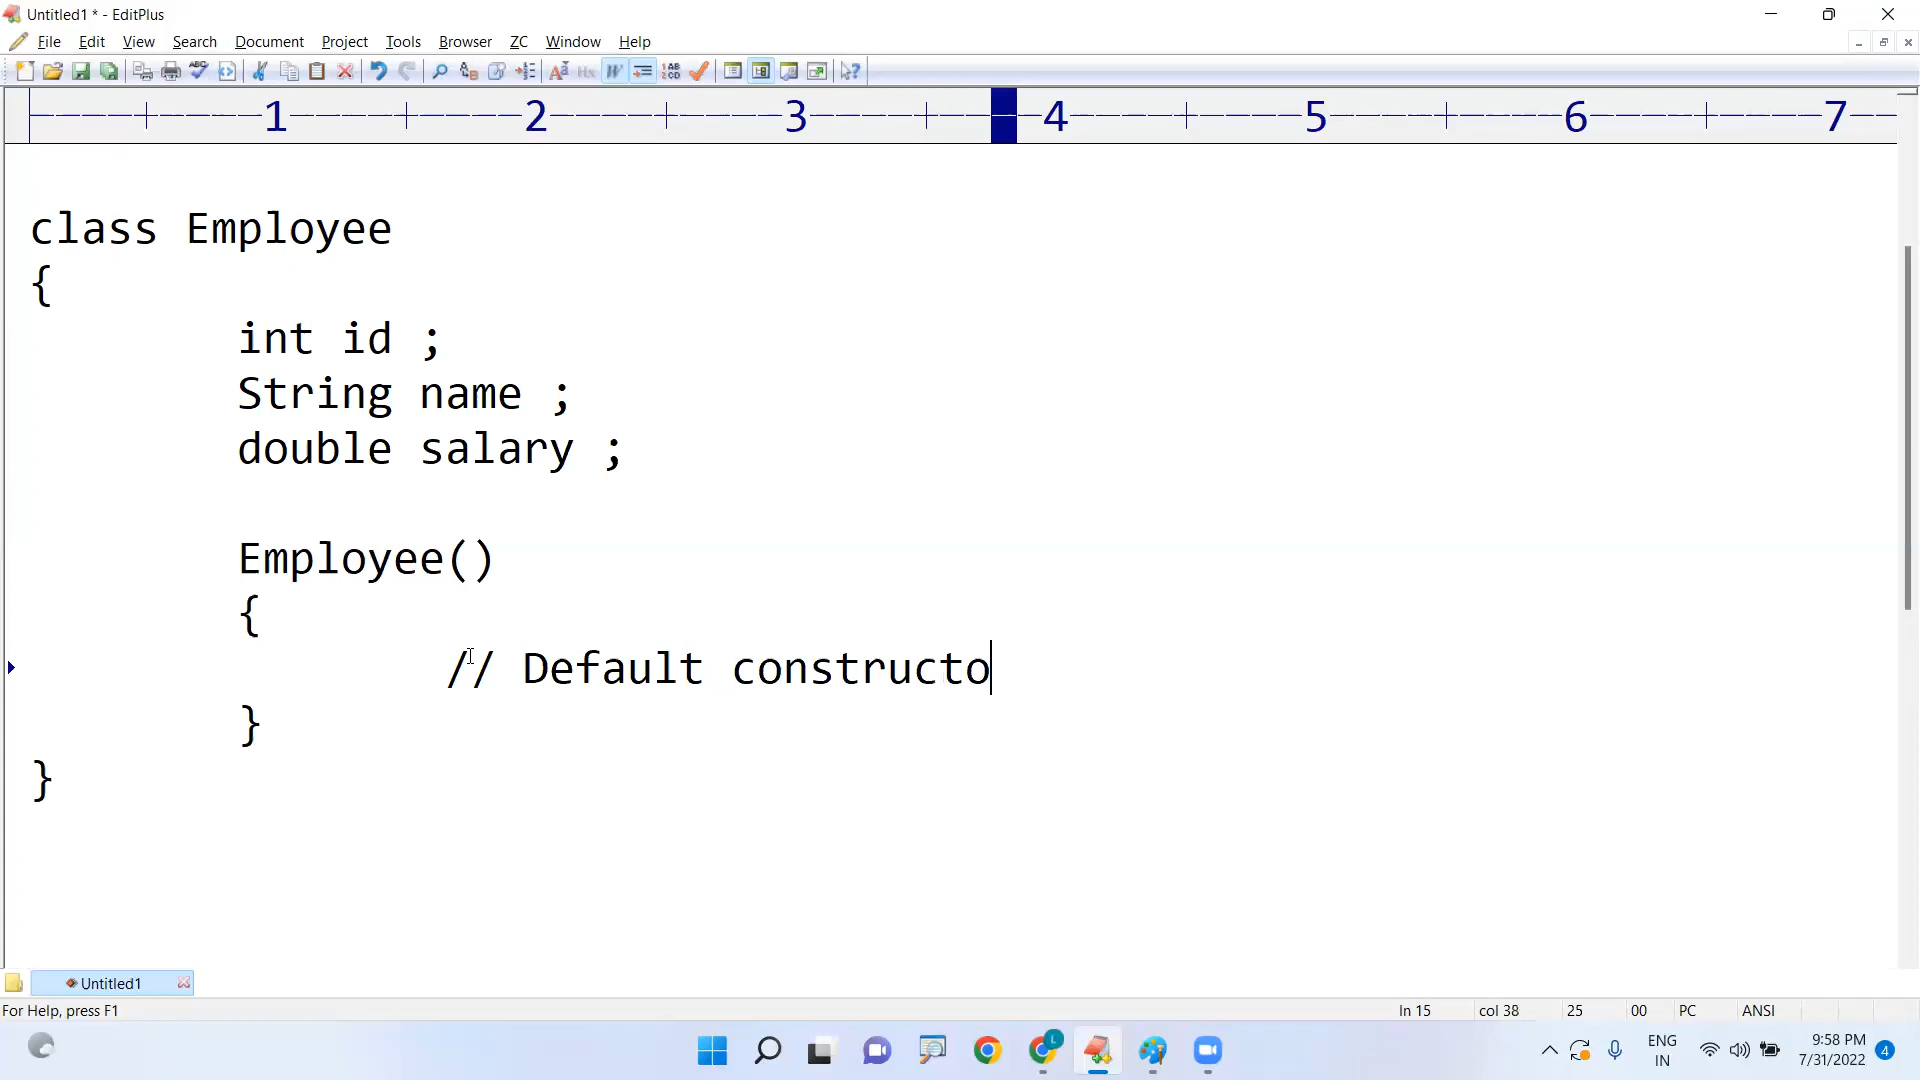 Untitled1 * - EditPlus
File Edit View Search Document Project Tools Browser ZC Window Help
1 2 3 4 5 6 7
class Employee
{
int id ;
String name ;
double salary ;
Employee()
{
// Default constructo
}
}
Untitled1
For Help, press F1 ln 15 col 38 25 00 PC ANSI
ENG
IN
9:58 PM
7/31/2022
4